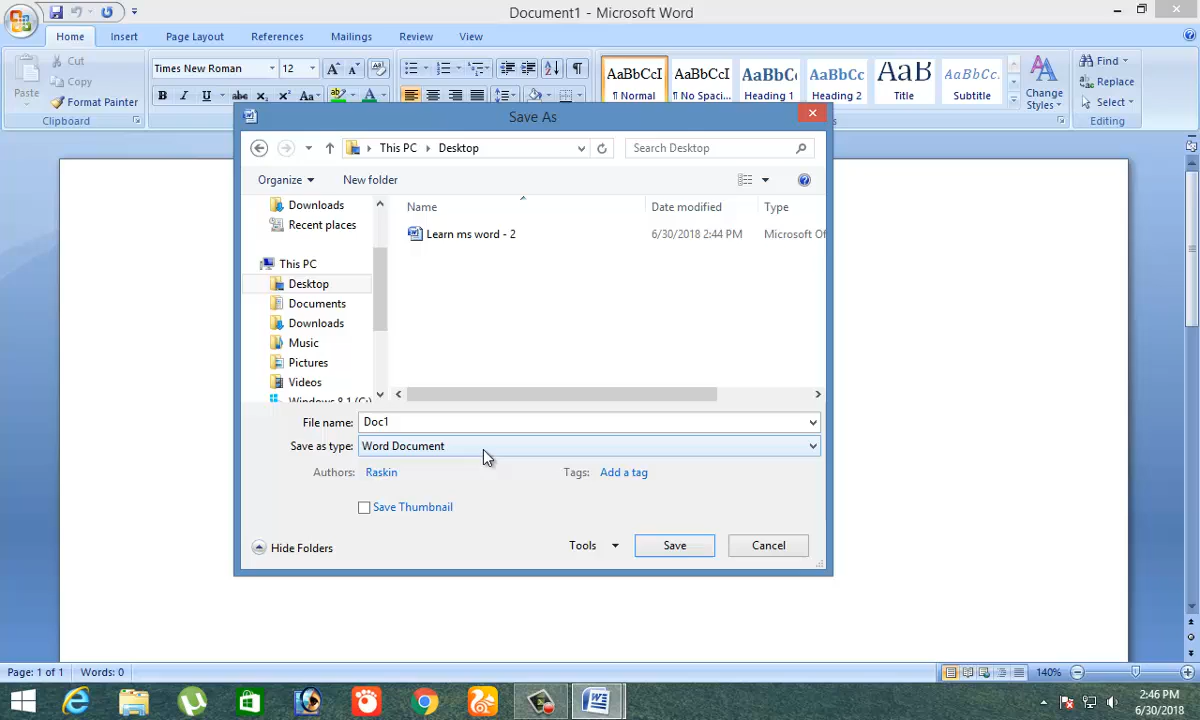 Document1 - Microsoft Word
Home Insert Page Layout References Mailings Review View
Paste
Cut
Copy
Format Painter
Clipboard
Times New Roman 12
AaBbCcI AaBbCcI AaBbCc AaBbCc AaB AaBbCc.
¶ Normal ¶ No Spaci... Heading 1 Heading 2 Title Subtitle
Change
Styles
Find
Replace
Select
Editing
Save As
This PC Desktop
Search Desktop
Organize New folder
Downloads
Recent places
This PC
Desktop
Documents
Downloads
Music
Pictures
Videos
Windows 8.1 (C:)
Name Date modified Type
Learn ms word - 2 6/30/2018 2:44 PM Microsoft Of
File name: Doc1
Save as type: Word Document
Authors: Raskin Tags: Add a tag
Save Thumbnail
Hide Folders Tools Save Cancel
Page: 1 of 1 Words: 0 140%
2:46 PM
6/30/2018